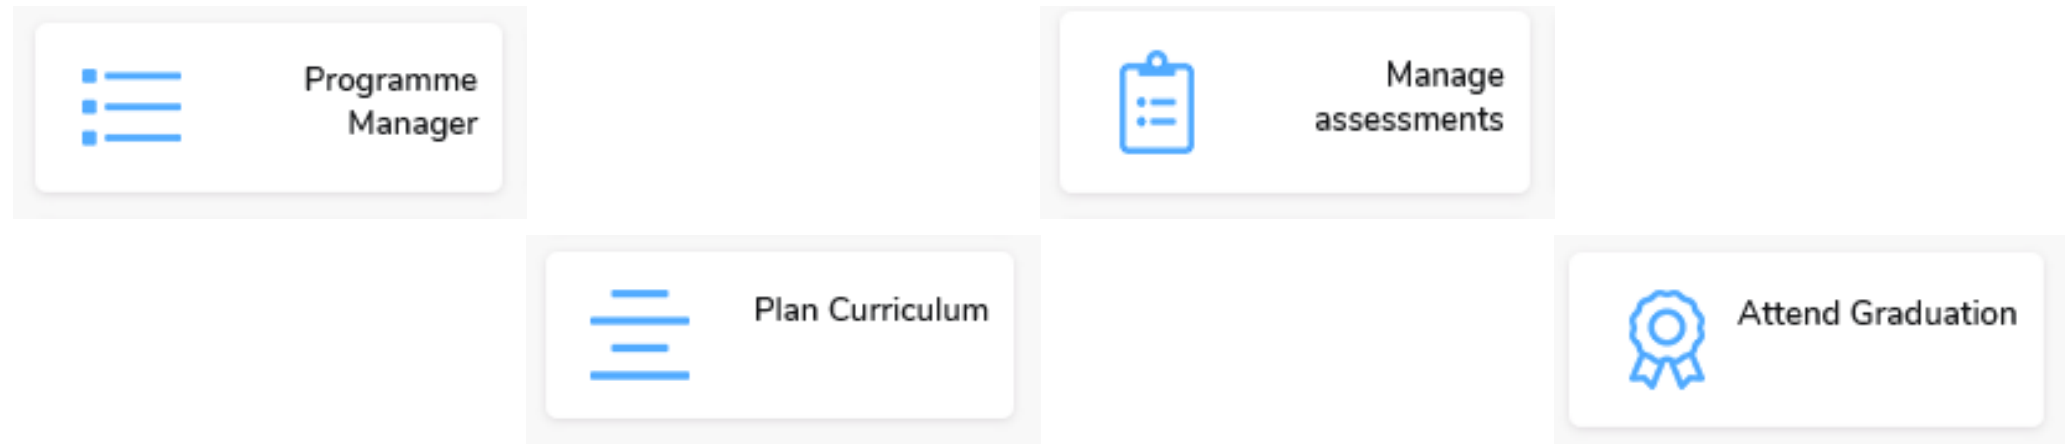 Programme
Manager
Manage
assessments
Plan Curriculum
Attend Graduation